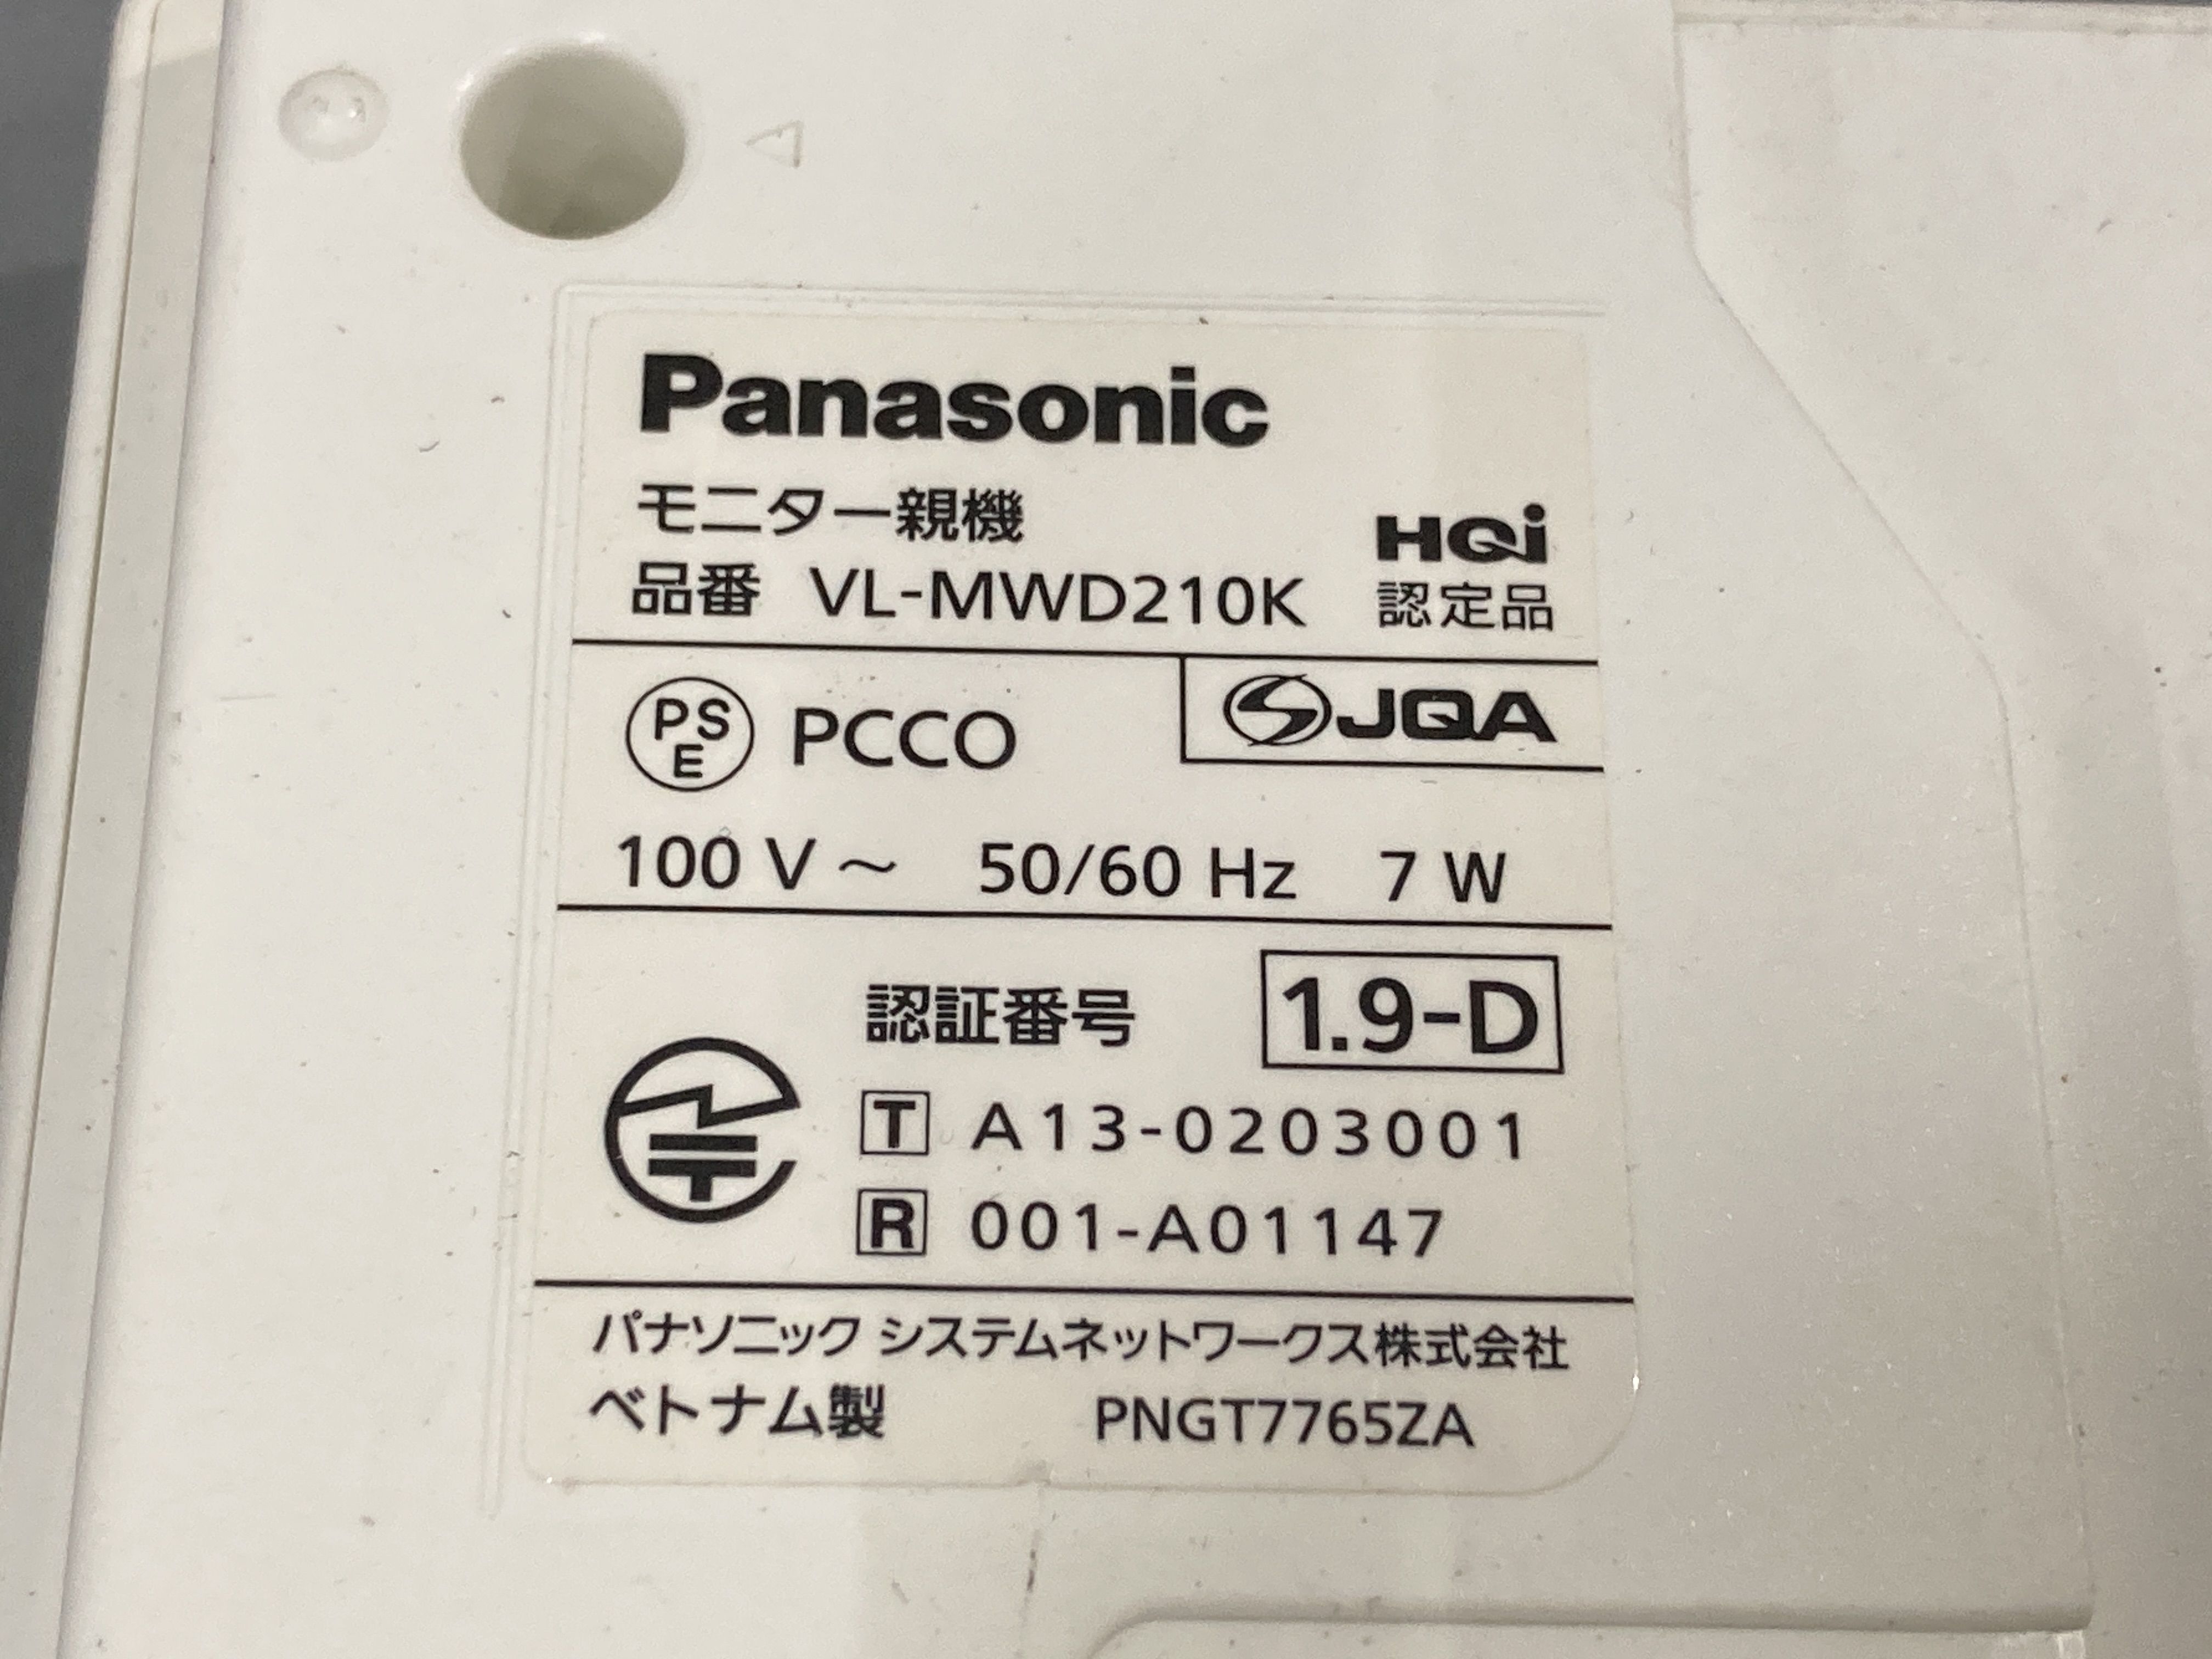 Panasonic
モニター親機
HQi
品番 VL-MWD210K
認定品
PSE PCCO
JQA
100 V ~ 50/60 Hz 7 W
認証番号 1.9-D
T A13-0203001
R 001-A01147
パナソニック システムネットワークス株式会社
ベトナム製 PNGT7765ZA